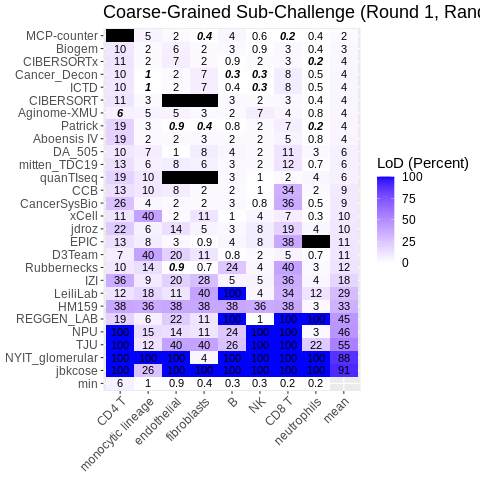 Coarse-Grained Sub-Challenge (Round 1, Ran
MCP-counter 5 2 0.4 4 0.6 0.2 0.4 2
Biogem 10 2 6 2 3 0.9 3 0.4 3
CIBERSORTx 11 2 7 2 0.9 2 3 0.2 4
Cancer_Decon 10 1 2 7 0.3 0.3 8 0.5 4
ICTD 10 1 2 7 0.4 0.3 8 0.5 4
CIBERSORT 11 3 3 2 3 0.4 4
Aginome-XMU 6 5 5 3 2 7 4 0.8 4
Patrick 19 3 0.9 0.4 0.8 2 7 0.2 4
Aboensis IV 19 2 2 3 2 2 5 0.8 4
DA_505 10 7 1 8 4 2 11 3 6
mitten_TDC19 13 6 8 6 3 2 12 0.7 6
quanTIseq 19 10 3 1 2 4 6
CCB 13 10 8 2 2 1 34 2 9
CancerSysBio 26 4 2 2 3 0.8 36 0.5 9
xCell 11 40 2 11 1 4 7 0.3 10
jdroz 22 6 14 5 3 8 19 4 10
EPIC 13 8 3 0.9 4 8 38 11
D3Team 7 40 20 11 0.8 2 5 0.7 11
Rubbernecks 10 14 0.9 0.7 24 4 40 3 12
IZI 36 9 20 28 5 5 36 4 18
LeiliLab 12 18 11 40 100 4 34 12 29
HM159 38 36 38 38 38 36 38 3 33
REGGEN_LAB 19 6 22 11 100 1 100 100 45
NPU 100 15 14 11 24 100 100 3 46
TJU 100 12 40 40 26 100 100 22 55
NYIT_glomerular 100 100 100 4 100 100 100 100 88
jbkcose 100 26 100 100 100 100 100 100 91
min 6 1 0.9 0.4 0.3 0.3 0.2 0.2
CD4 T
monocytic lineage
endothelial
fibroblasts
B
NK
CD8 T
neutrophils
mean
LoD (Percent)
100
75
50
25
0